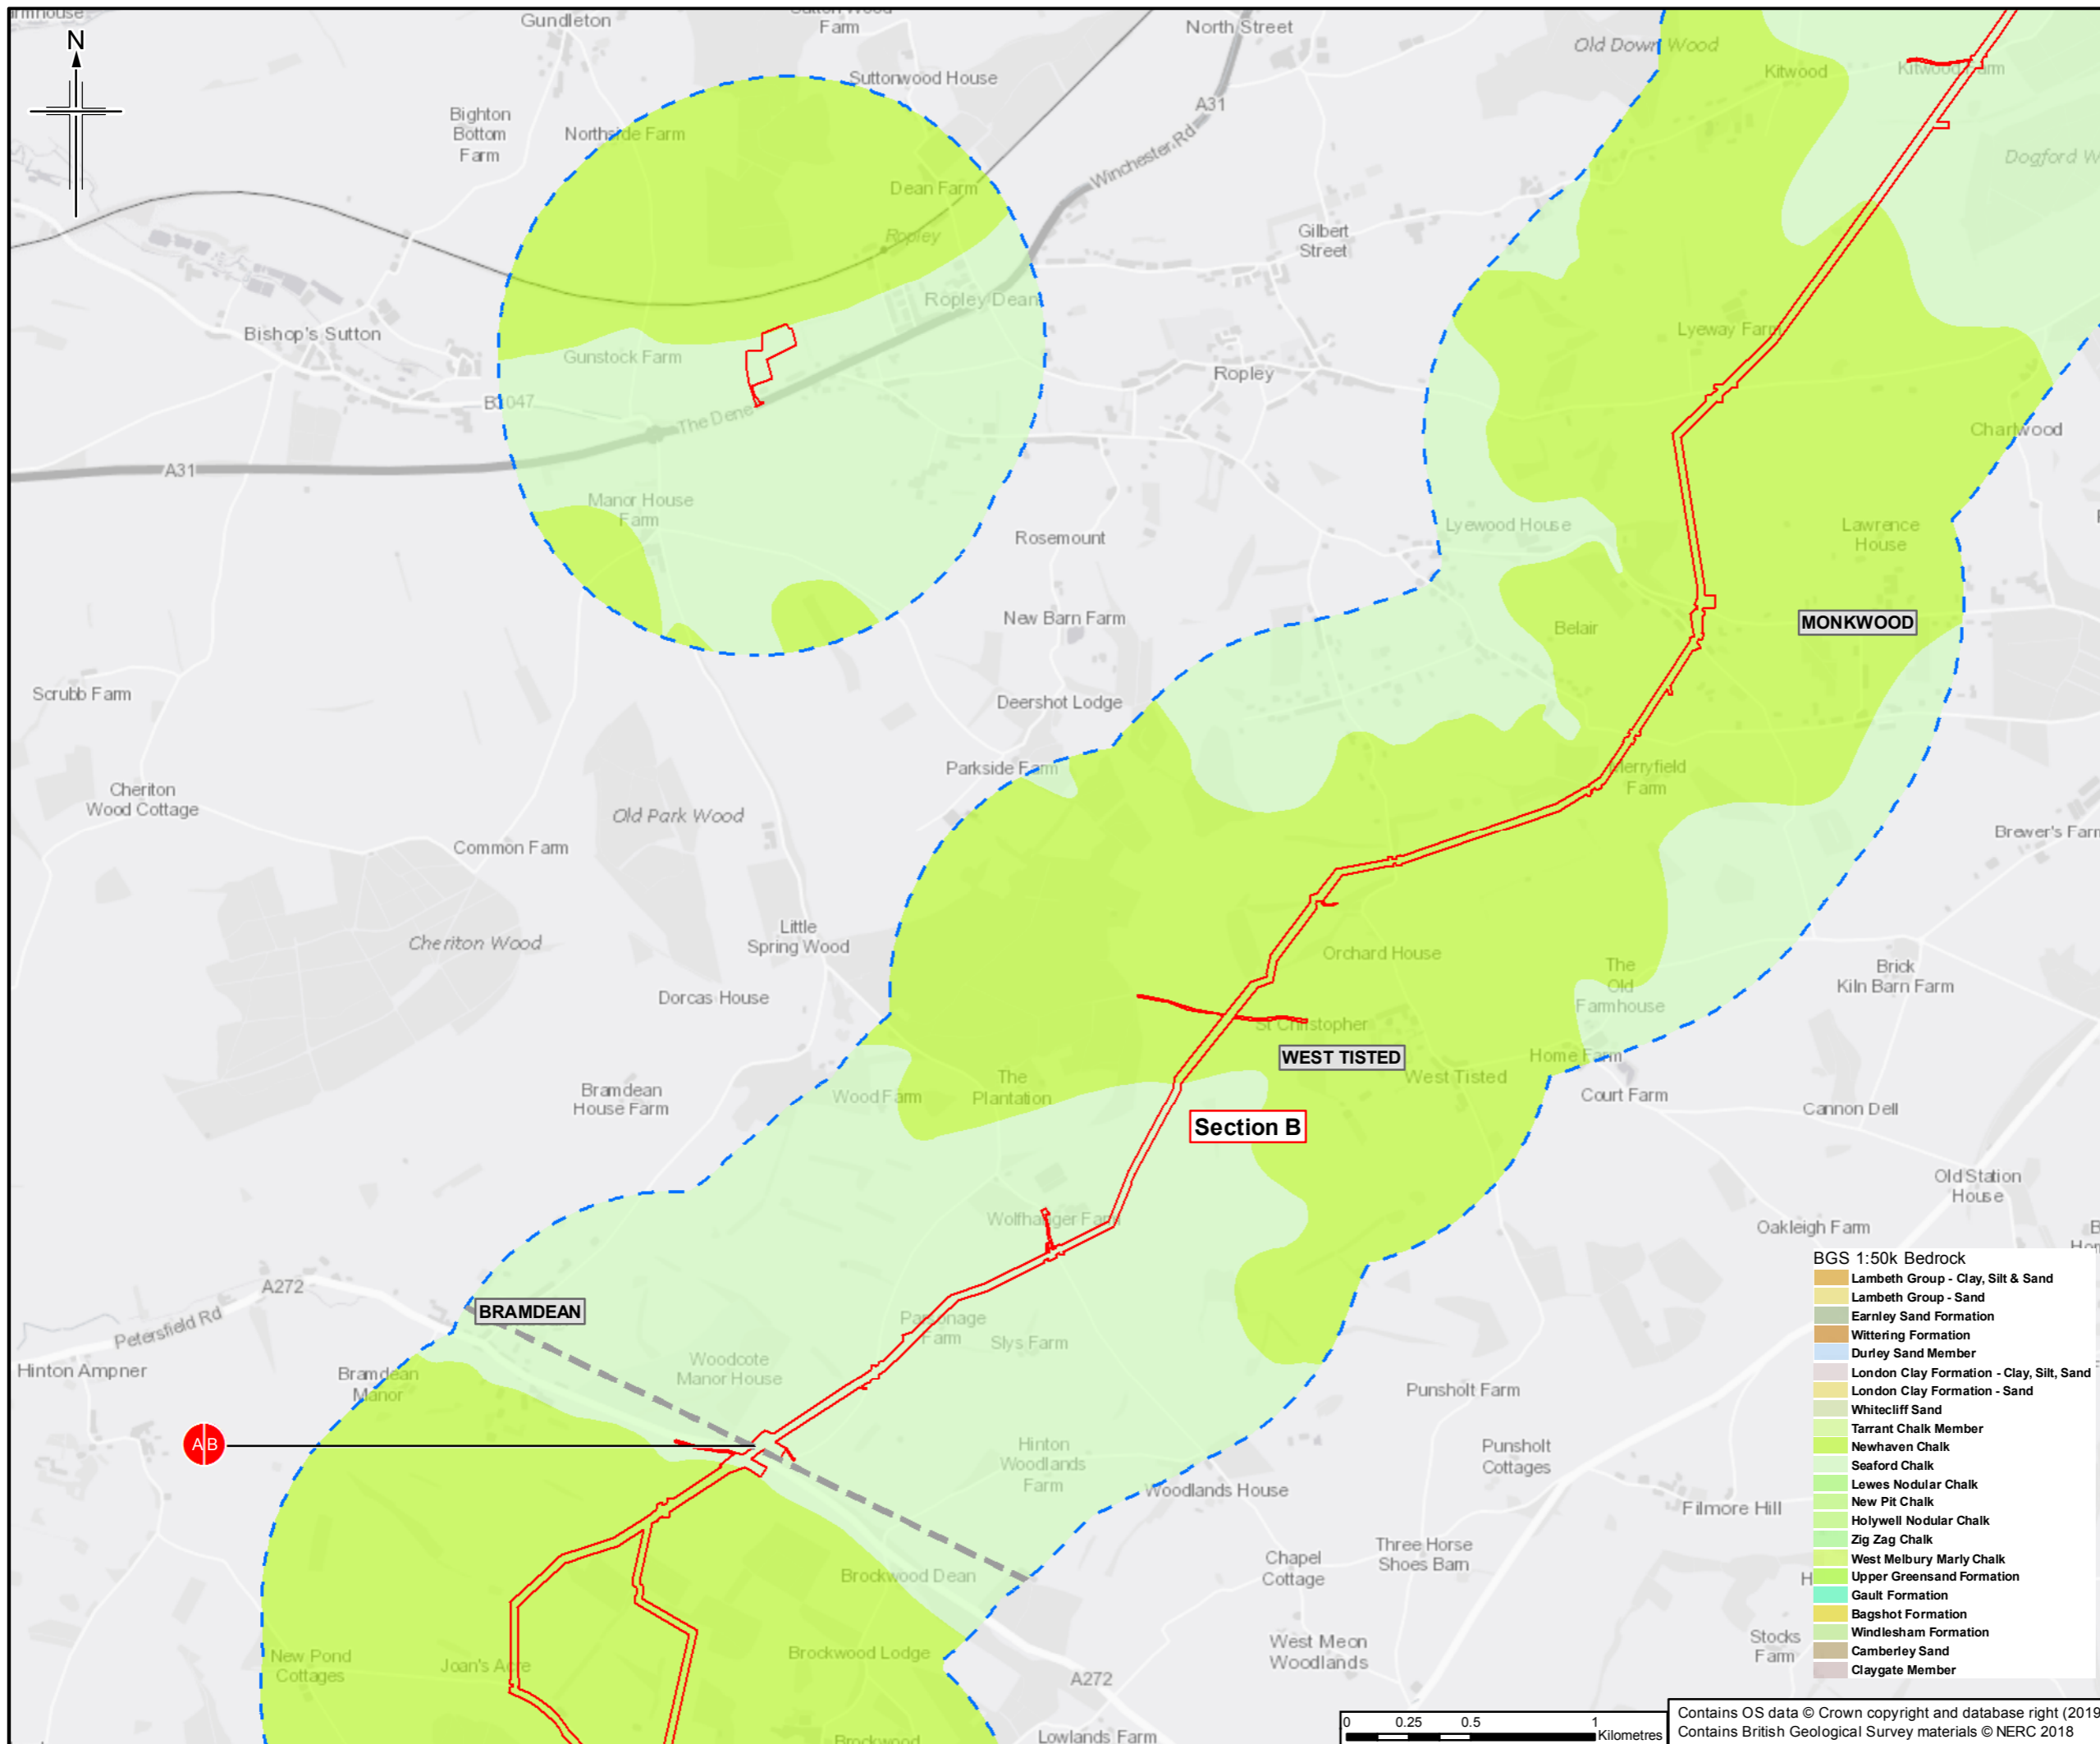 Gundleton
Farm
North Street
Old Down Wood
N
Suttonwood House
Kitwood
Kitwood Farm
A31
Bighton
Bottom
Farm
Northside Farm
Winchester Rd
Dogford W
Dean Farm
Ropley
Gilbert
Street
Ropley Dean
Bishop's Sutton
Gunstock Farm
Lyeway Farm
Ropley
B3047
The Dene
Charlwood
A31
Manor House
Farm
Lyewood House
Lawrence
House
Rosemount
New Barn Farm
Belair
MONKWOOD
Scrubb Farm
Deershot Lodge
Parkside Farm
Merryfield
Farm
Cheriton
Wood Cottage
Old Park Wood
Common Farm
Brewer's Farm
Cheriton Wood
Little
Spring Wood
Orchard House
The
Old
Farmhouse
Brick
Kiln Barn Farm
Dorcas House
St Christopher
WEST TISTED
Home Farm
West Tisted
The
Plantation
Wood Farm
Bramdean
House Farm
Court Farm
Cannon Dell
Section B
Old Station
House
Wolfhanger Farm
Oakleigh Farm
A272
BRAMDEAN
Petersfield Rd
Parsonage
Farm
Slys Farm
Hinton Ampner
Bramdean
Manor
Woodcote
Manor House
Punsholt Farm
A B
Hinton
Woodlands
Farm
Punsholt
Cottages
Woodlands House
Filmore Hill
Three Horse
Shoes Barn
Chapel
Cottage
Brockwood Dean
New Pond
Cottages
Joan's Acre
Brockwood Lodge
West Meon
Woodlands
Stocks
Farm
A272
Lowlands Farm
Brockwood
BGS 1:50k Bedrock
Lambeth Group - Clay, Silt & Sand
Lambeth Group - Sand
Earnley Sand Formation
Wittering Formation
Durley Sand Member
London Clay Formation - Clay, Silt, Sand
London Clay Formation - Sand
Whitecliff Sand
Tarrant Chalk Member
Newhaven Chalk
Seaford Chalk
Lewes Nodular Chalk
New Pit Chalk
Holywell Nodular Chalk
Zig Zag Chalk
West Melbury Marly Chalk
Upper Greensand Formation
Gault Formation
Bagshot Formation
Windlesham Formation
Camberley Sand
Claygate Member
0 0.25 0.5 1
Kilometres
Contains OS data © Crown copyright and database right (2019
Contains British Geological Survey materials © NERC 2018